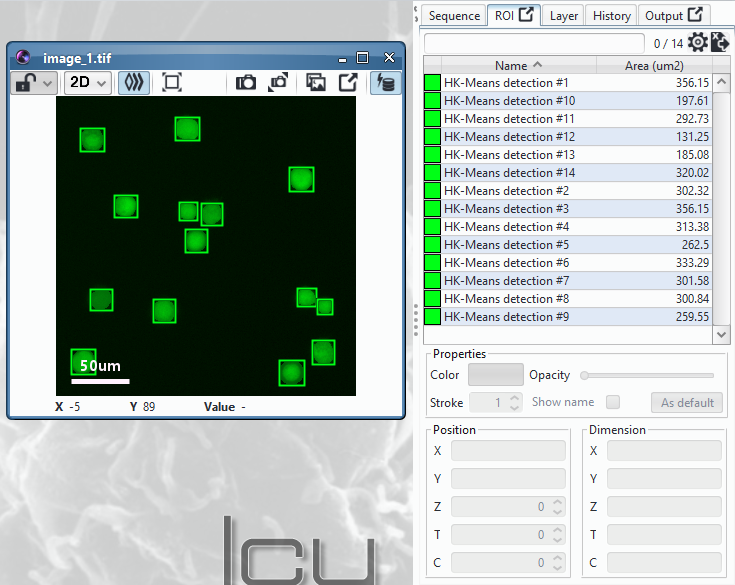 image_1.tif
2D
50um
X -5 Y 89 Value -
Sequence ROI Layer History Output
0 / 14
Name Area (um2)
HK-Means detection #1 356.15
HK-Means detection #10 197.61
HK-Means detection #11 292.73
HK-Means detection #12 131.25
HK-Means detection #13 185.08
HK-Means detection #14 320.02
HK-Means detection #2 302.32
HK-Means detection #3 356.15
HK-Means detection #4 313.38
HK-Means detection #5 262.5
HK-Means detection #6 333.29
HK-Means detection #7 301.58
HK-Means detection #8 300.84
HK-Means detection #9 259.55
Properties
Color Opacity
Stroke 1 Show name As default
Position
X
Y
Z 0
T 0
C 0
Dimension
X
Y
Z
T
C
Icy